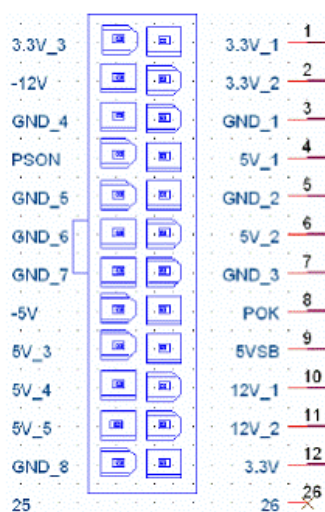 3.3V_3 3.3V_1 1
-12V 3.3V_2 2
GND_4 GND_1 3
PSON 5V_1 4
GND_5 GND_2 5
GND_6 5V_2 6
GND_7 GND_3 7
-5V POK 8
5V_3 5VSB 9
5V_4 12V_1 10
5V_5 12V_2 11
GND_8 3.3V 12
25 26 26